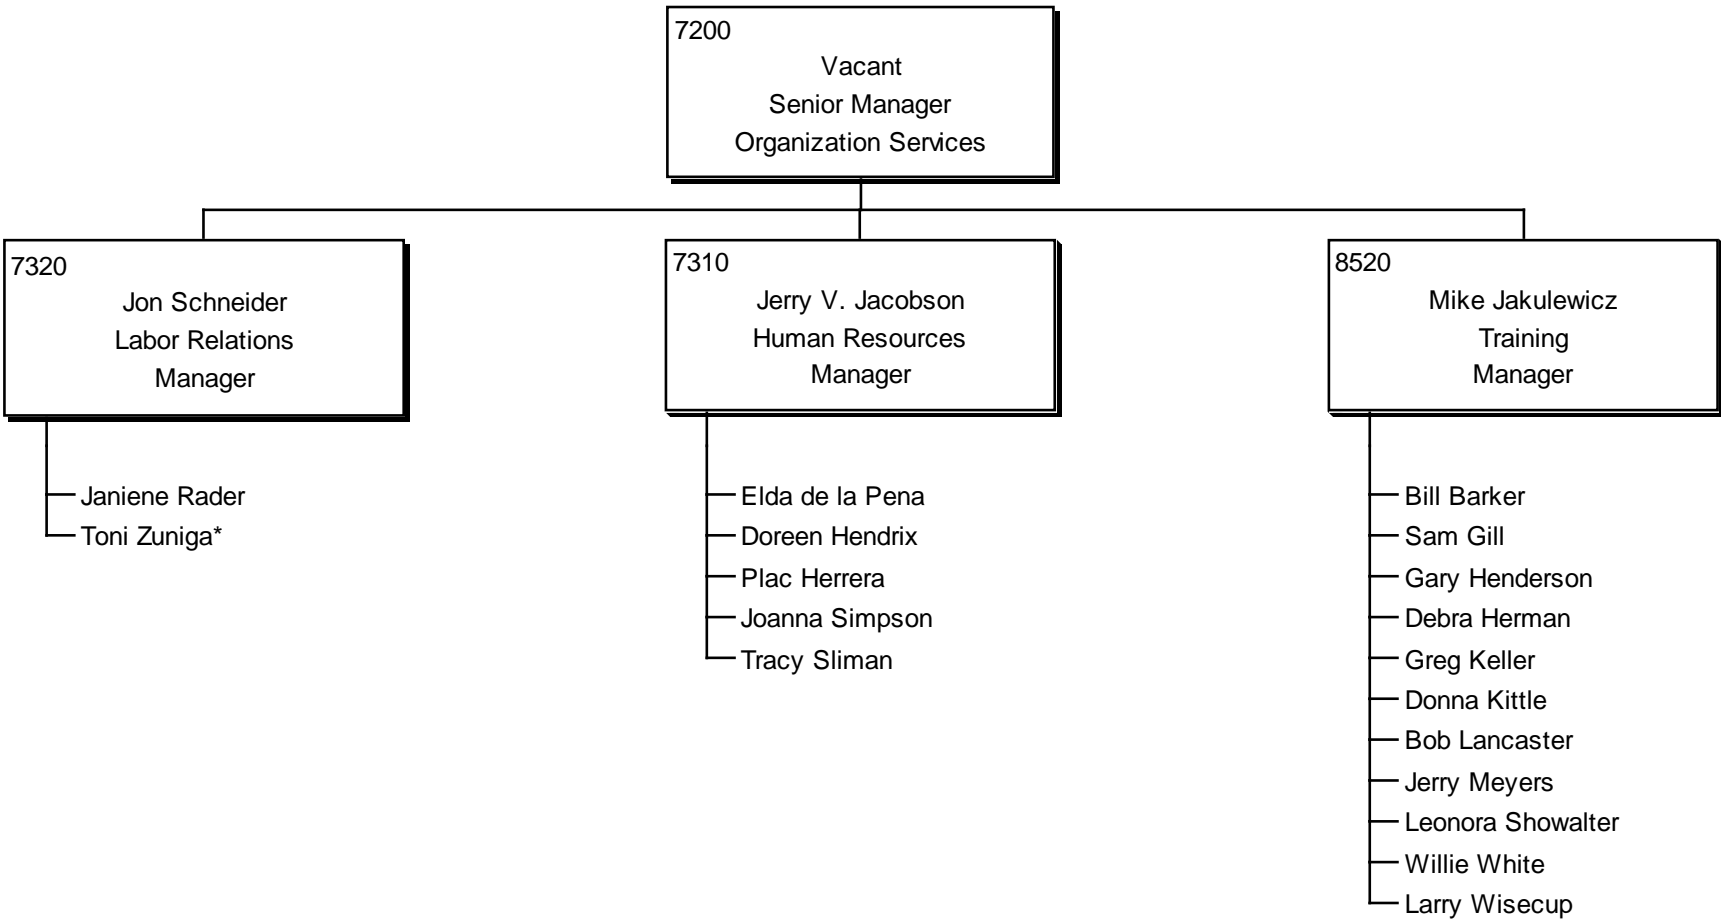 7200
Vacant
Senior Manager
Organization Services
7320
Jon Schneider
Labor Relations
Manager
7310
Jerry V. Jacobson
Human Resources
Manager
8520
Mike Jakulewicz
Training
Manager
Janiene Rader
Toni Zuniga*
Elda de la Pena
Doreen Hendrix
Plac Herrera
Joanna Simpson
Tracy Sliman
Bill Barker
Sam Gill
Gary Henderson
Debra Herman
Greg Keller
Donna Kittle
Bob Lancaster
Jerry Meyers
Leonora Showalter
Willie White
Larry Wisecup